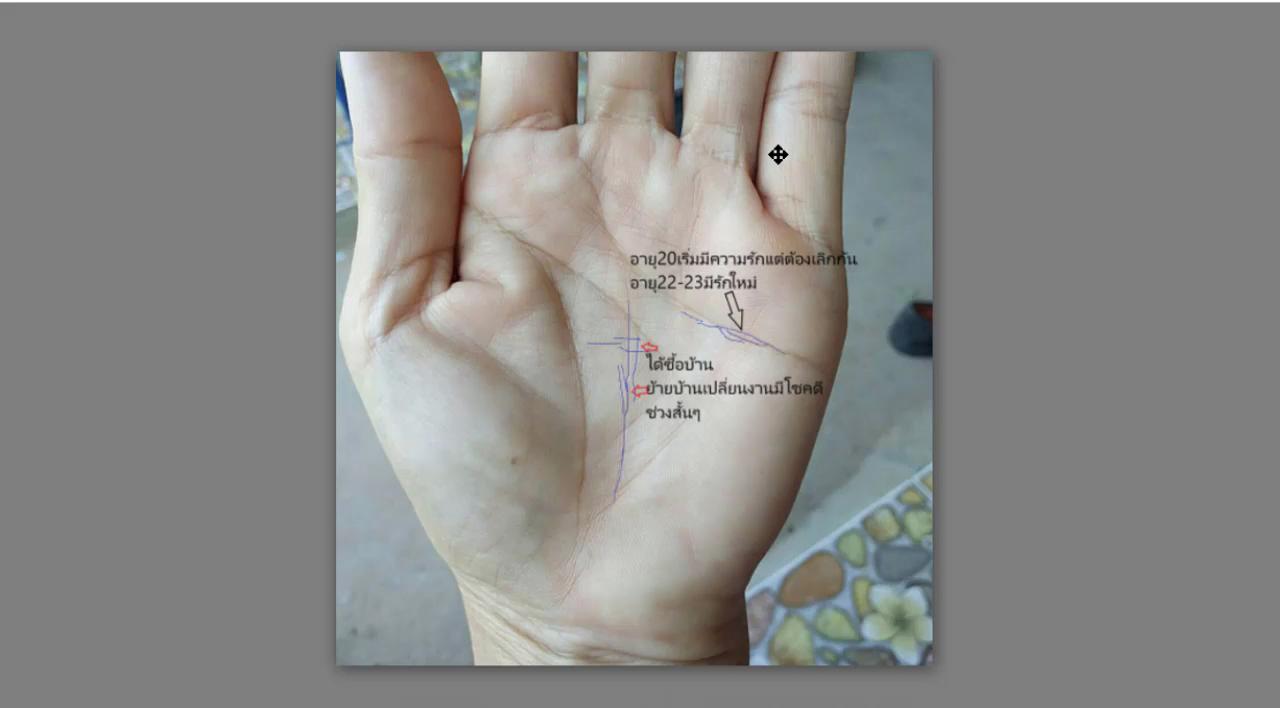 อายุ20เริ่มมีความรักแต่ต้องเลิกกัน
อายุ22-23มีรักใหม่
ได้ซื้อบ้าน
ย้ายบ้านเปลี่ยนงานมีโชคดี
ช่วงสั้นๆ